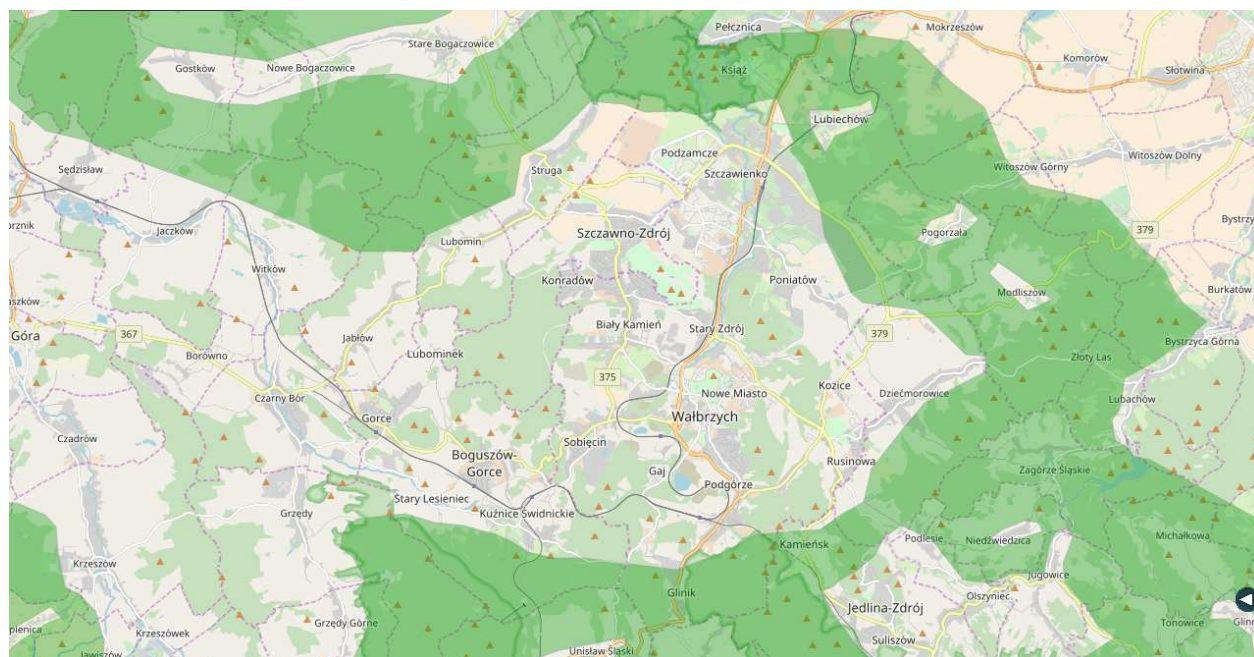 Pełcznica
Mokrzeszów
Stare Bogaczowice
Komorów
Gostków
Nowe Bogaczowice
Książ
Słotwina
Lubiechów
Podzamcze
Witoszów Dolny
Sędzisław
Struga
Szczawienko
Witoszów Górny
Jaczków
Szczawno-Zdrój
Pogorzała
379
Lubomin
Witków
Konradów
Poniatów
Modliszów
Burkatów
Góra
367
Jabłów
Biały Kamień
Stary Zdrój
379
Bystrzyca Górna
Borówno
Lubominek
Złoty Las
375
Kozice
Czarny Bór
Nowe Miasto
Dziećmorowice
Lubachów
Gorce
Wałbrzych
Czadrów
Sobięcin
Boguszów-
Gorce
Rusinowa
Gaj
Zagórze Śląskie
Stary Lesieniec
Podgórze
Grzędy
Kuźnice Świdnickie
Michałkowa
Podlesie
Niedźwiedzica
Kamieńsk
Krzeszów
Jugowice
Glinik
Olszyniec
Jedlina-Zdrój
Grzędy Górne
Tonowice
Krzeszówek
Suliszów
Unisław Śląski